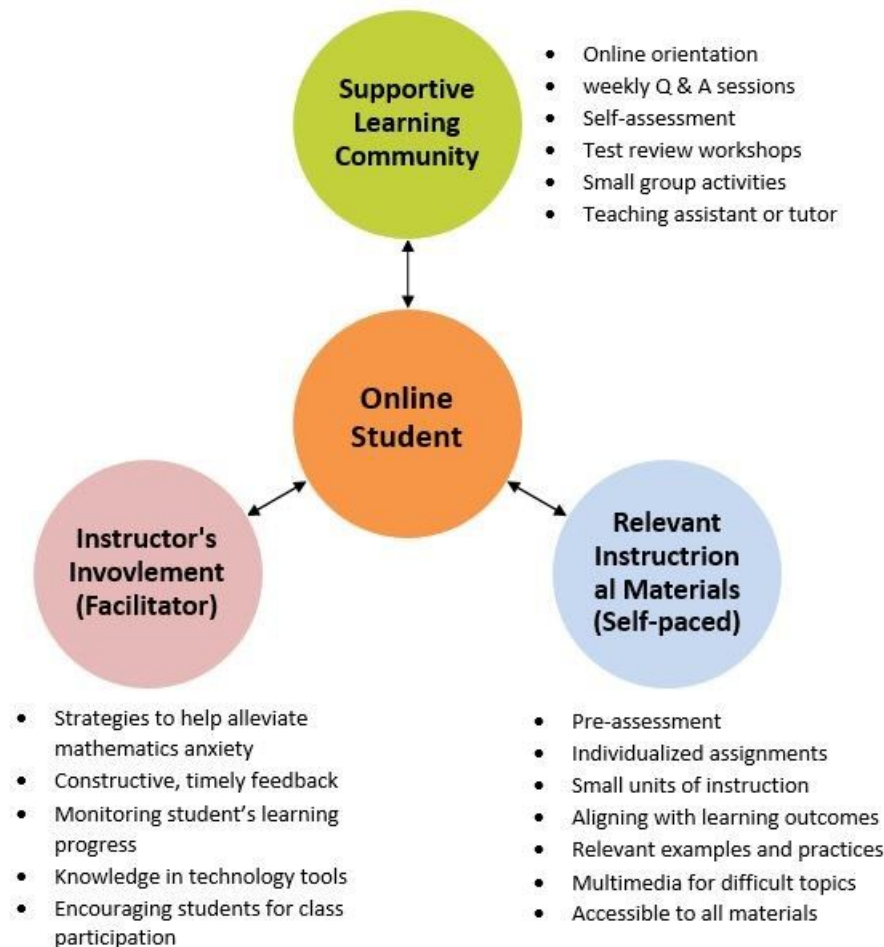 Supportive
Learning
Community
• Online orientation
• weekly Q & A sessions
• Self-assessment
• Test review workshops
• Small group activities
• Teaching assistant or tutor
Online
Student
Instructor's
Invovlement
(Facilitator)
Relevant
Instructrion
al Materials
(Self-paced)
• Strategies to help alleviate
mathematics anxiety
• Constructive, timely feedback
• Monitoring student’s learning
progress
• Knowledge in technology tools
• Encouraging students for class
participation
• Pre-assessment
• Individualized assignments
• Small units of instruction
• Aligning with learning outcomes
• Relevant examples and practices
• Multimedia for difficult topics
• Accessible to all materials